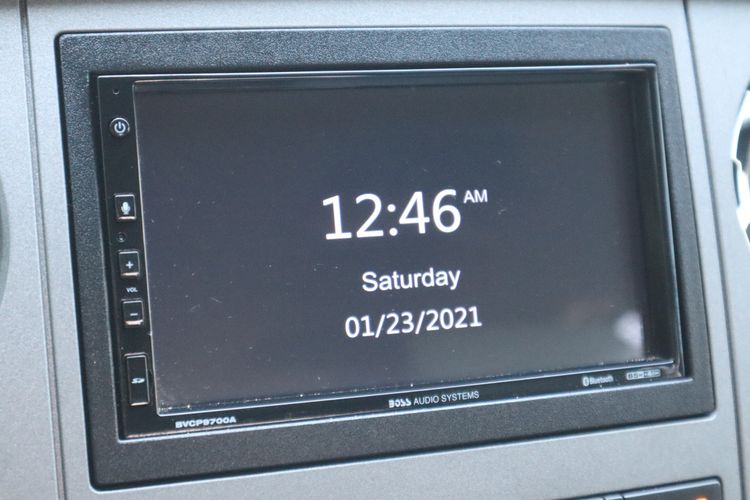 12:46 AM
Saturday
01/23/2021
VOL
BOSS AUDIO SYSTEMS
Bluetooth
BVCP9700A